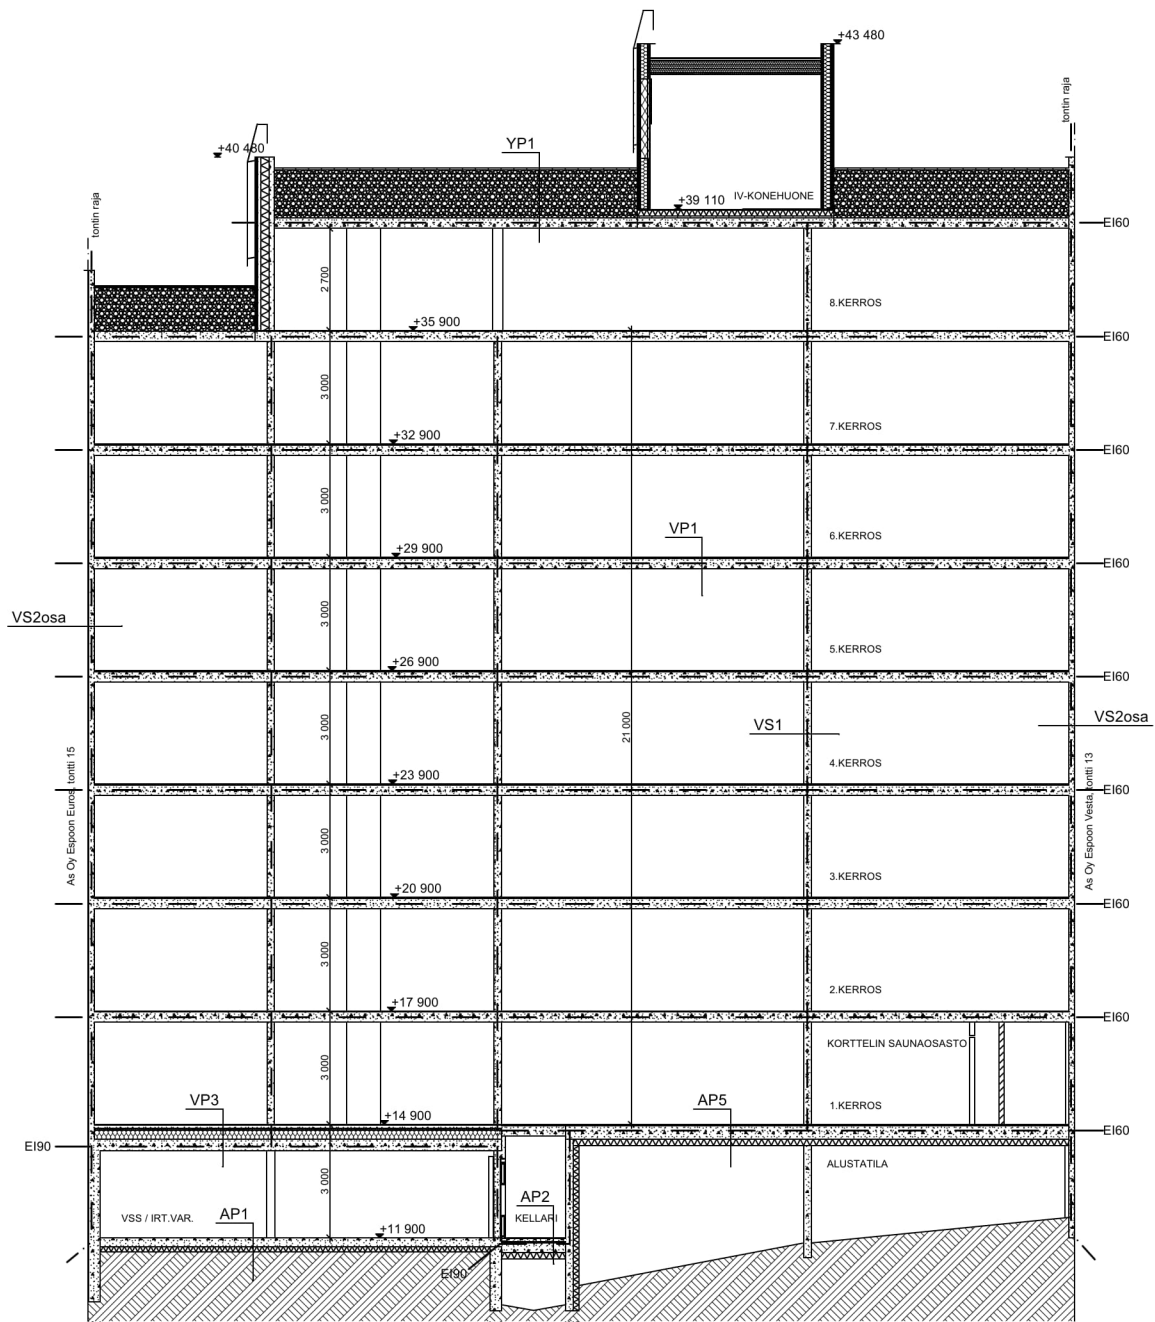 +43 480
tontin raja
YP1
+40 480
tontin raja
+39 110
IV-KONEHUONE
EI60
2 700
8.KERROS
+35 900
EI60
3 000
7.KERROS
+32 900
EI60
3 000
VP1
6.KERROS
+29 900
EI60
VS2osa
3 000
5.KERROS
+26 900
EI60
3 000
21 000
VS1
VS2osa
4.KERROS
As Oy Espoon Euros, tontti 15
As Oy Espoon Vesta, tontti 13
+23 900
EI60
3 000
3.KERROS
+20 900
EI60
3 000
2.KERROS
+17 900
EI60
3 000
KORTTELIN SAUNAOSASTO
VP3
AP5
1.KERROS
+14 900
EI60
EI90
3 000
ALUSTATILA
VSS / IRT.VAR.
AP1
AP2
KELLARI
+11 900
EI90